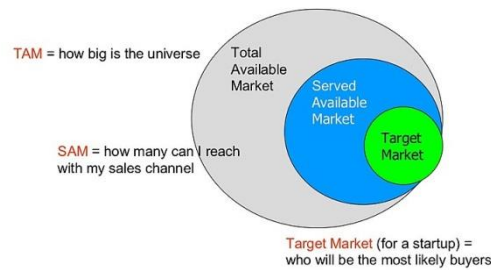 TAM = how big is the universe
Total
Available
Market
Served
Available
Market
Target
Market
SAM = how many can I reach
with my sales channel
Target Market (for a startup) =
who will be the most likely buyers